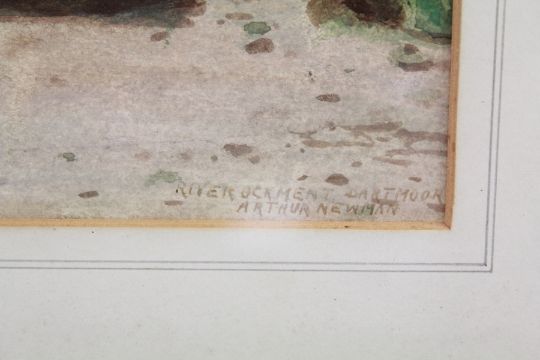 RIVER OCKMENT. DARTMOOR
ARTHUR NEWMAN